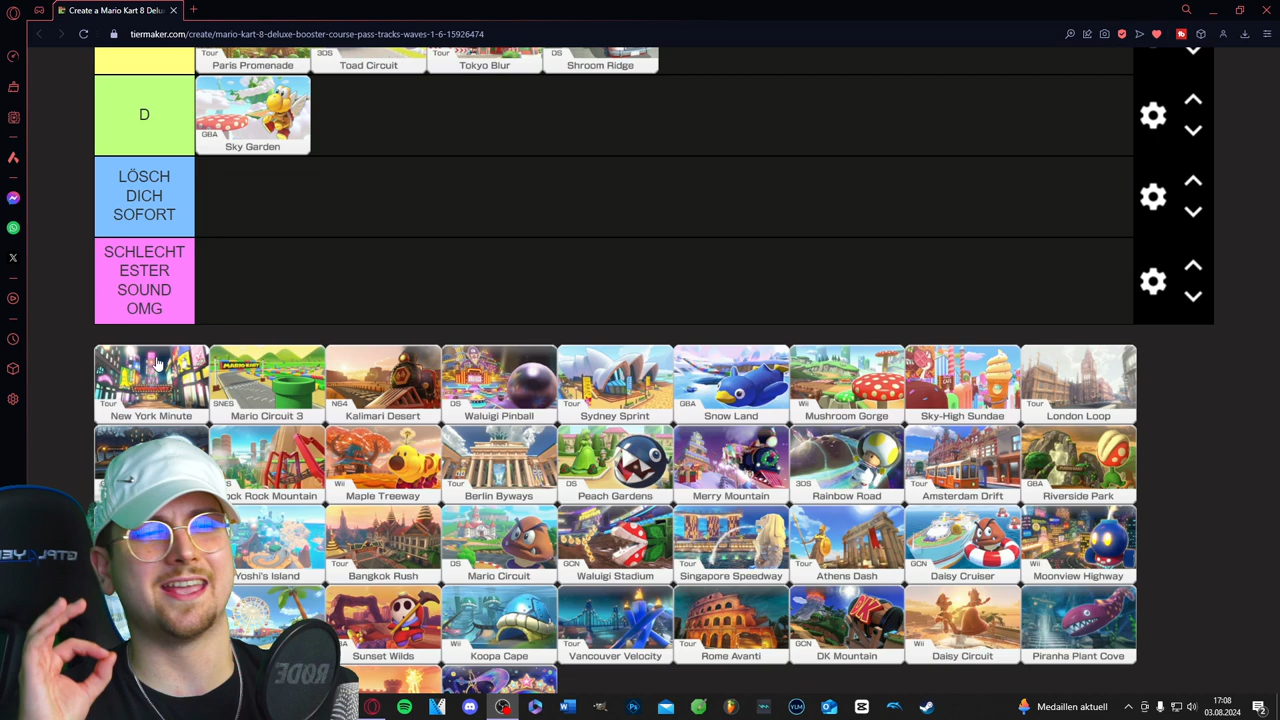 Create a Mario Kart 8 Delu
tiermaker.com/create/mario-kart-8-deluxe-booster-course-pass-tracks-waves-1-6-15926474
Tour Paris Promenade
3DS Toad Circuit
Tour Tokyo Blur
DS Shroom Ridge
D
GBA Sky Garden
LÖSCH
DICH
SOFORT
SCHLECHT
ESTER
SOUND
OMG
Tour New York Minute
SNES Mario Circuit 3
N64 Kalimari Desert
DS Waluigi Pinball
Tour Sydney Sprint
GBA Snow Land
Wii Mushroom Gorge
Sky-High Sundae
Tour London Loop
ock Rock Mountain
Wii Maple Treeway
Tour Berlin Byways
DS Peach Gardens
Merry Mountain
3DS Rainbow Road
Tour Amsterdam Drift
GBA Riverside Park
Yoshi's Island
Tour Bangkok Rush
DS Mario Circuit
GCN Waluigi Stadium
Tour Singapore Speedway
Tour Athens Dash
GCN Daisy Cruiser
Wii Moonview Highway
Sunset Wilds
Wii Koopa Cape
Tour Vancouver Velocity
Tour Rome Avanti
GCN DK Mountain
Wii Daisy Circuit
Piranha Plant Cove
GTPLAYE
RØDE
Medaillen aktuell
17:08
03.08.2024